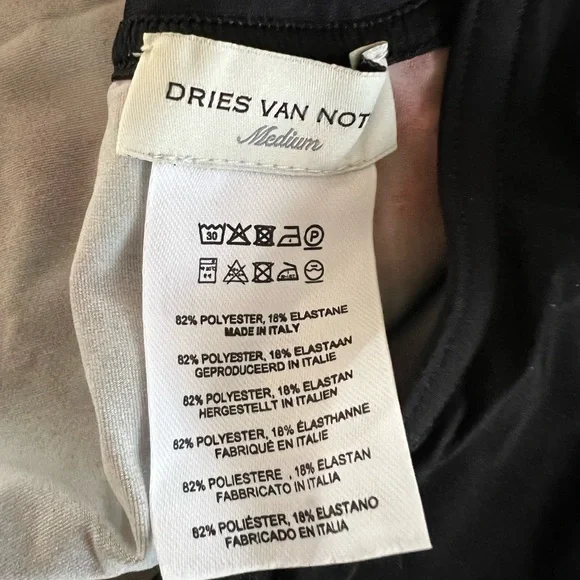 DRIES VAN NOT
Medium
30
P
82% POLYESTER, 18% ELASTANE
MADE IN ITALY
82% POLYESTER, 18% ELASTAAN
GEPRODUCEERD IN ITALIE
82% POLYESTER, 18% ELASTAN
HERGESTELLT IN ITALIEN
82% POLYESTER, 18% ÉLASTHANNE
FABRIQUÉ EN ITALIE
82% POLIESTERE , 18% ELASTAN
FABBRICATO IN ITALIA
82% POLIÉSTER, 18% ELASTANO
FABRICADO EN ITALIA